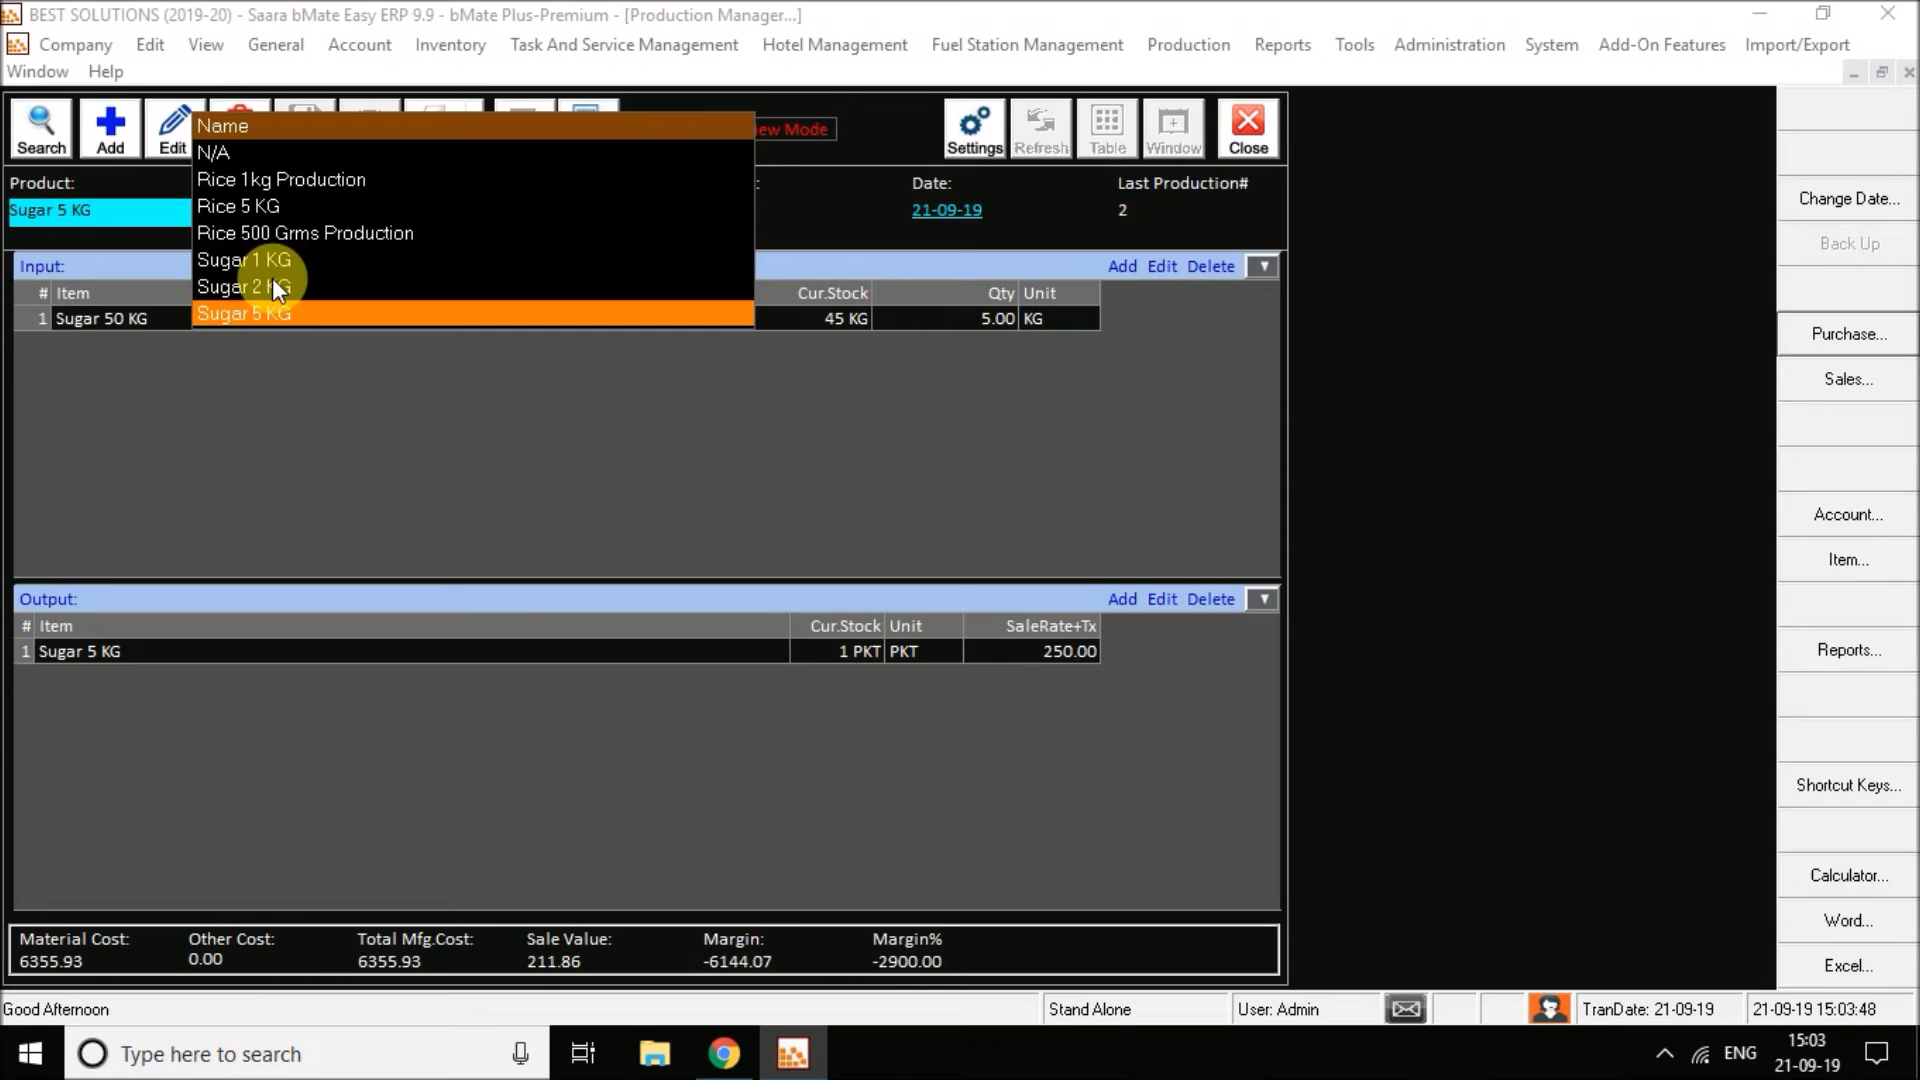 BEST SOLUTIONS (2019-20) - Saara bMate Easy ERP 9.9 - bMate Plus-Premium - [Production Manager...]
Company Edit View General Account Inventory Task And Service Management Hotel Management Fuel Station Management Production Reports Tools Administration System Add-On Features Import/Export
Window Help
Search Add Edit
iew Mode
Settings Refresh Table Window Close
Name
N/A
Rice 1kg Production
Rice 5 KG
Rice 500 Grms Production
Sugar 1 KG
Sugar 2 KG
Sugar 5 KG
Product: Date: Last Production#
Sugar 5 KG 21-09-19 2
Input: Add Edit Delete
# Item Cur.Stock Qty Unit
1 Sugar 50 KG 45 KG 5.00 KG
Output: Add Edit Delete
# Item Cur.Stock Unit SaleRate+Tx
1 Sugar 5 KG 1 PKT PKT 250.00
Material Cost: Other Cost: Total Mfg.Cost: Sale Value: Margin: Margin%
6355.93 0.00 6355.93 211.86 -6144.07 -2900.00
Change Date...
Back Up
Purchase...
Sales...
Account...
Item...
Reports...
Shortcut Keys...
Calculator...
Word...
Excel...
Good Afternoon Stand Alone User: Admin TranDate: 21-09-19 21-09-19 15:03:48
Type here to search ENG 15:03
21-09-19